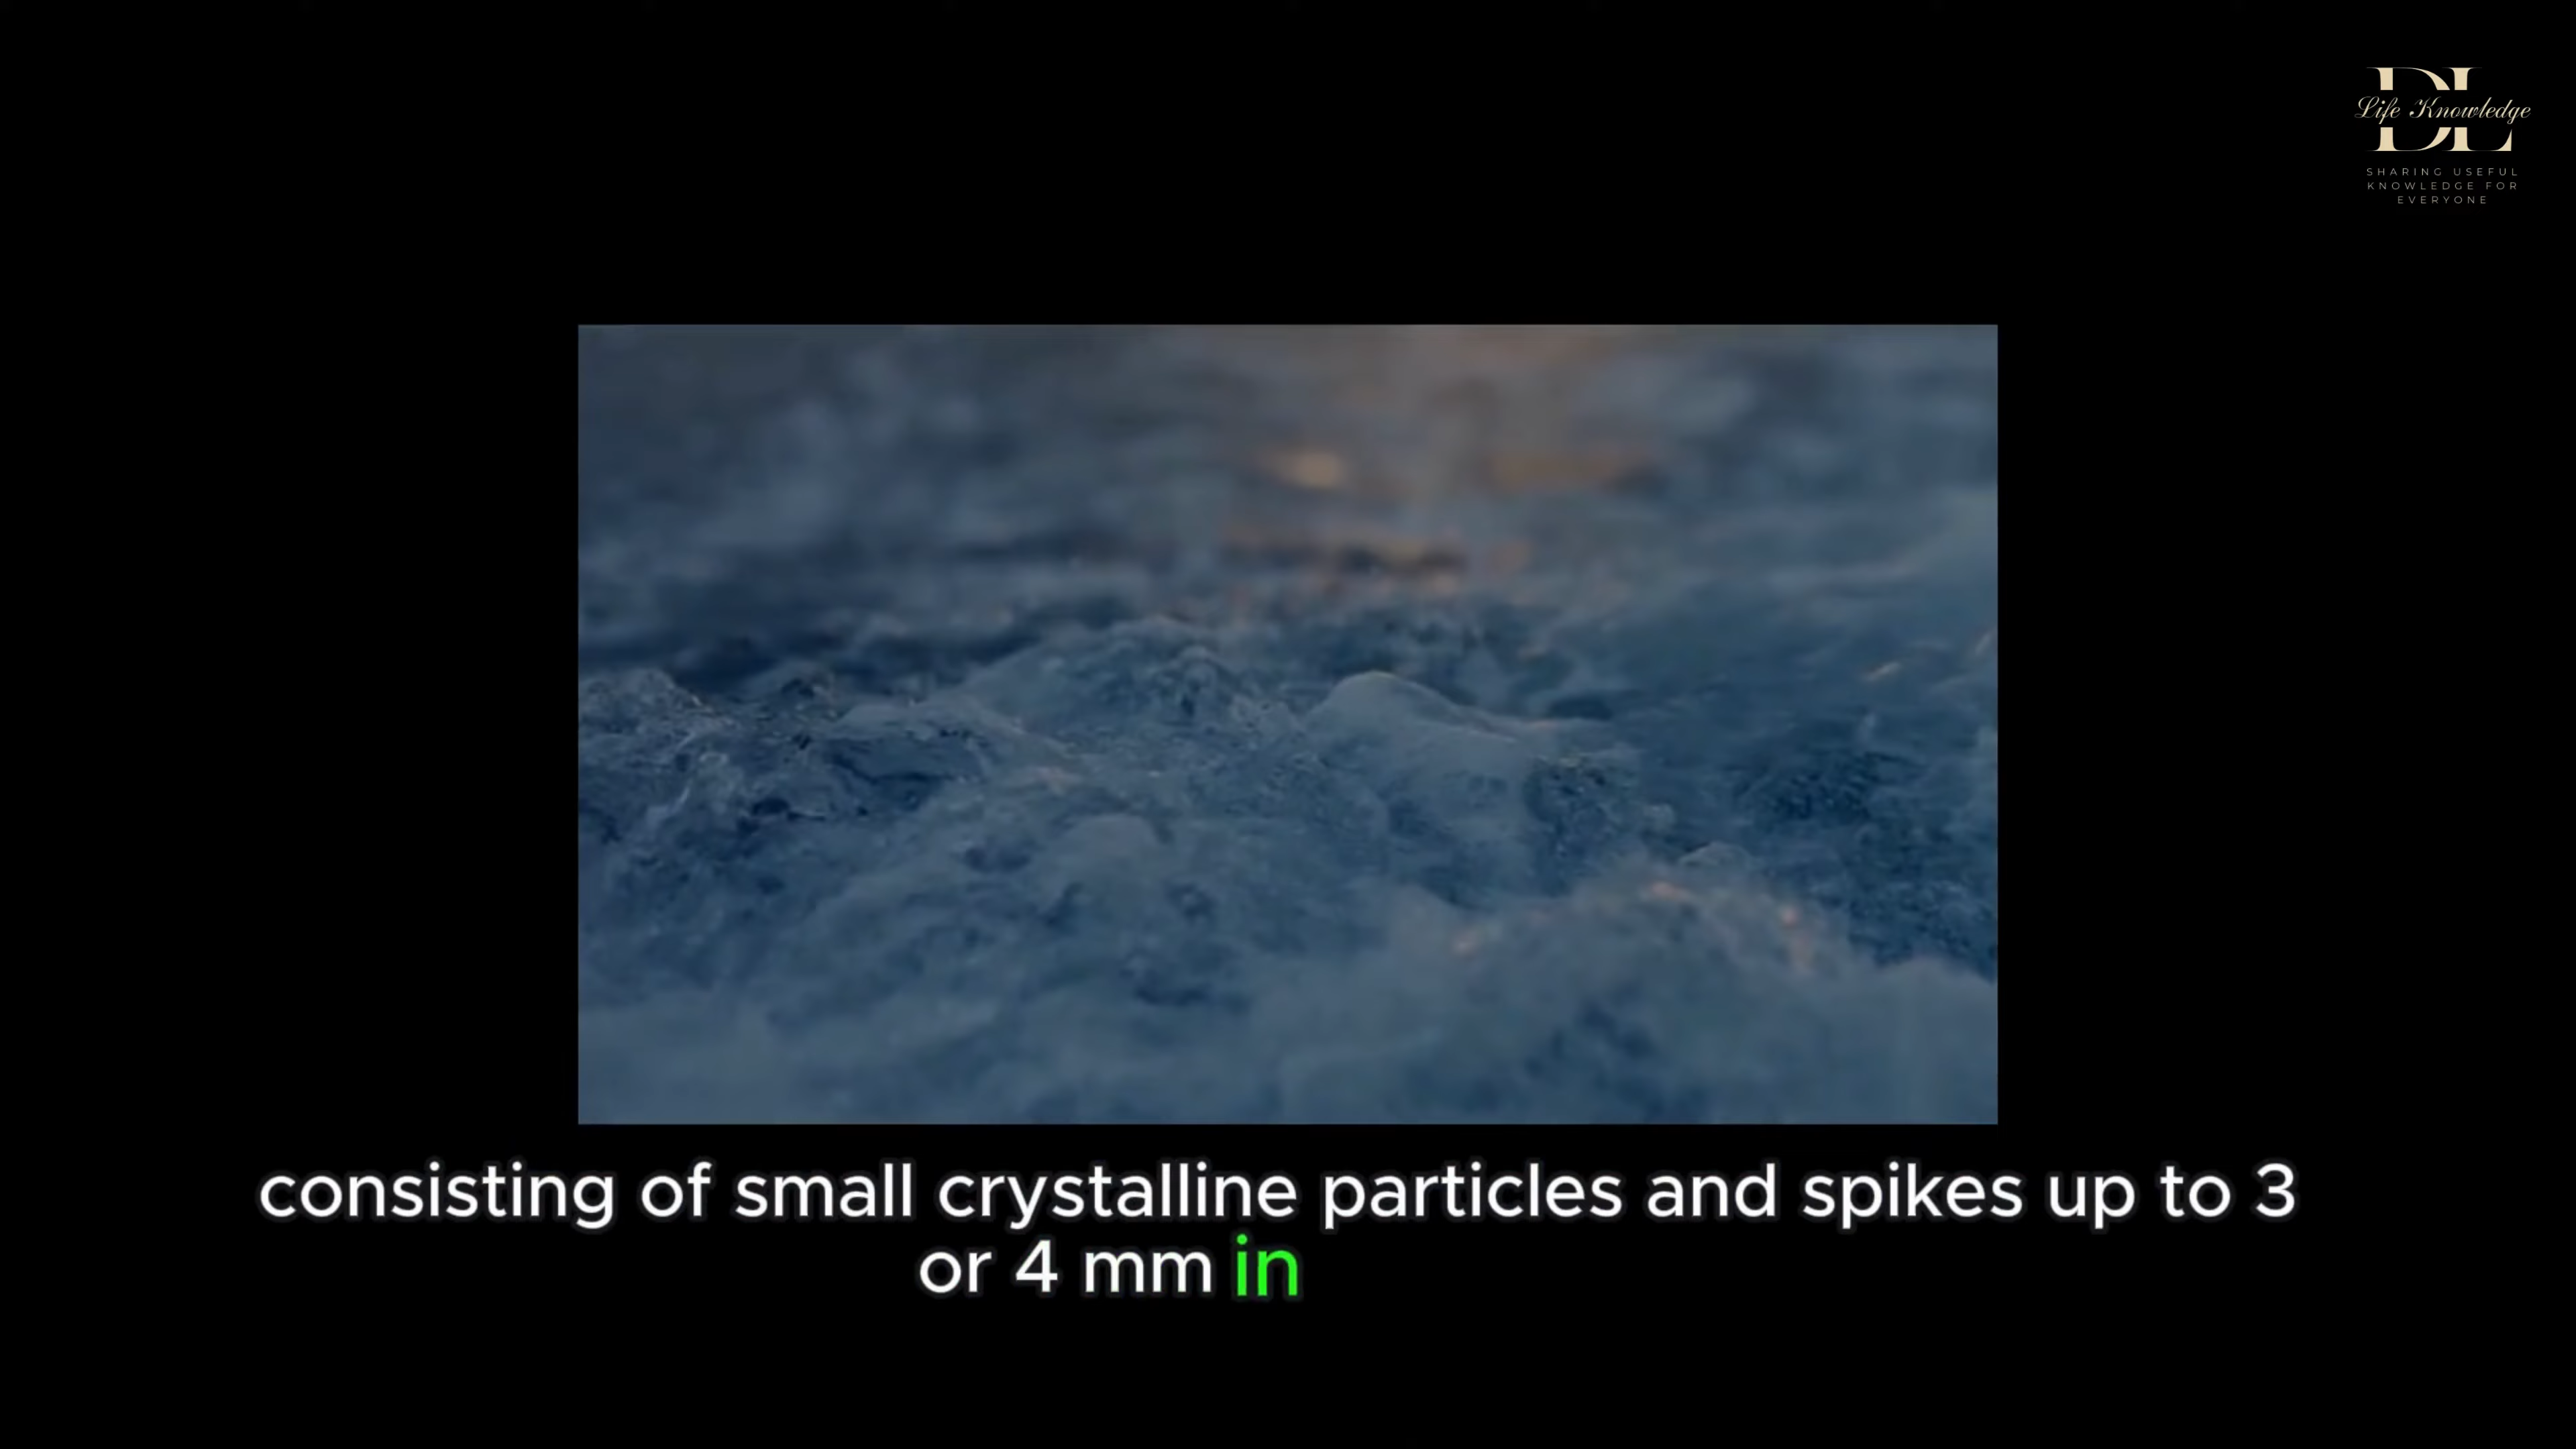 DL
Life Knowledge
SHARING USEFUL
KNOWLEDGE FOR
EVERYONE
consisting of small crystalline particles and spikes up to 3
or 4 mm in